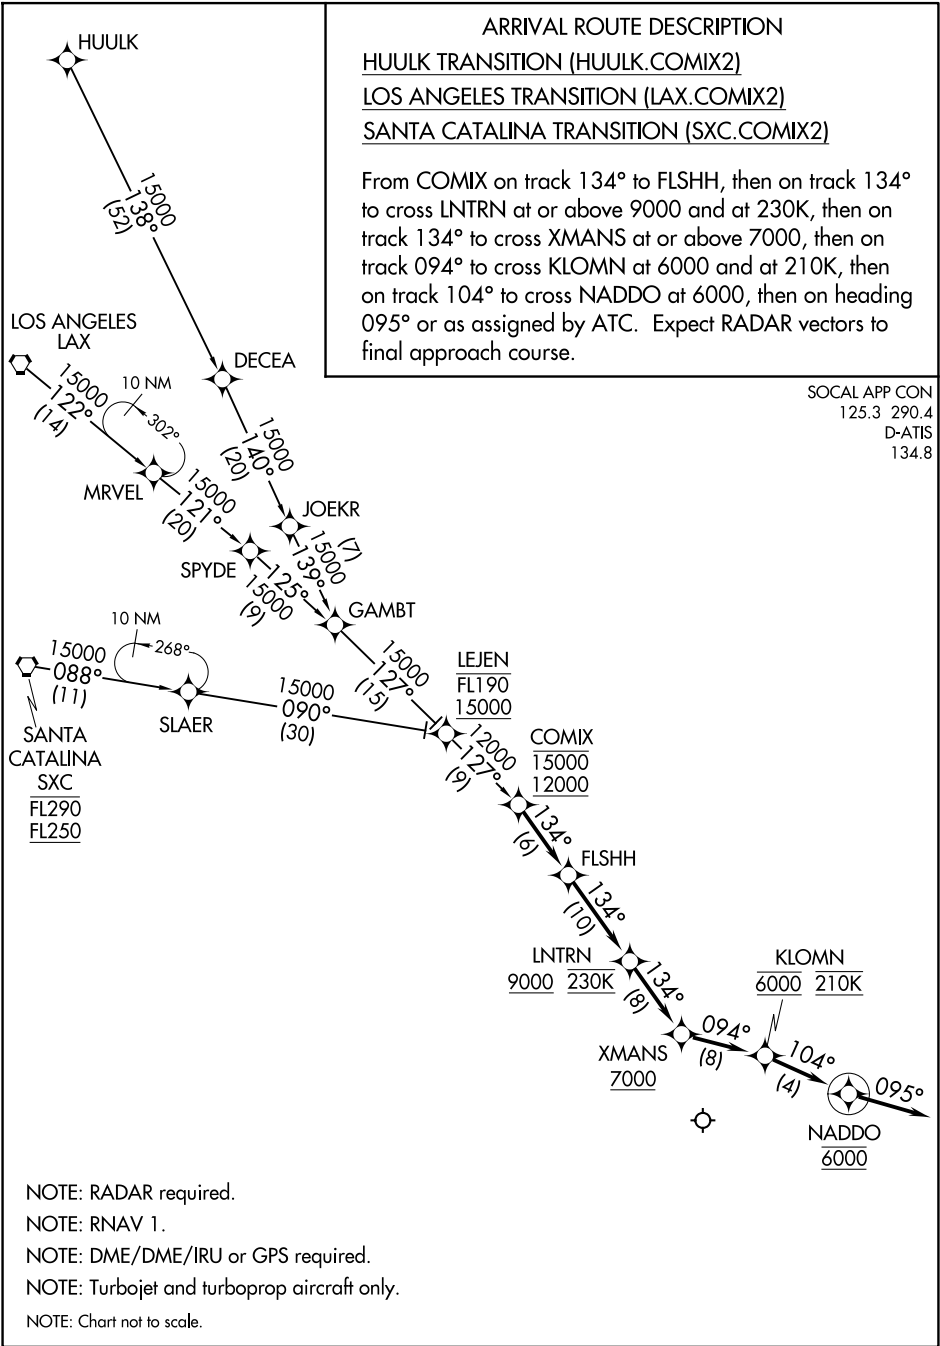 ARRIVAL ROUTE DESCRIPTION
HUULK TRANSITION (HUULK.COMIX2)
LOS ANGELES TRANSITION (LAX.COMIX2)
SANTA CATALINA TRANSITION (SXC.COMIX2)
From COMIX on track 134° to FLSHH, then on track 134°
to cross LNTRN at or above 9000 and at 230K, then on
track 134° to cross XMANS at or above 7000, then on
track 094° to cross KLOMN at 6000 and at 210K, then
on track 104° to cross NADDO at 6000, then on heading
095° or as assigned by ATC. Expect RADAR vectors to
final approach course.
SOCAL APP CON
125.3 290.4
D-ATIS
134.8
HUULK
15000
138°
(52)
DECEA
15000
140°
(20)
JOEKR
15000
139°
(7)
LOS ANGELES
LAX
15000
122°
(14)
10 NM
302°
MRVEL
15000
121°
(20)
SPYDE
125°
15000
(9)
GAMBT
15000
127°
(15)
SANTA
CATALINA
SXC
FL290
FL250
15000
088°
(11)
10 NM
268°
SLAER
15000
090°
(30)
LEJEN
FL190
15000
12000
127°
(9)
COMIX
15000
12000
134°
(6)
FLSHH
134°
(10)
LNTRN
9000 230K
134°
(8)
XMANS
7000
094°
(8)
KLOMN
6000 210K
104°
(4)
NADDO
6000
095°
NOTE: RADAR required.
NOTE: RNAV 1.
NOTE: DME/DME/IRU or GPS required.
NOTE: Turbojet and turboprop aircraft only.
NOTE: Chart not to scale.